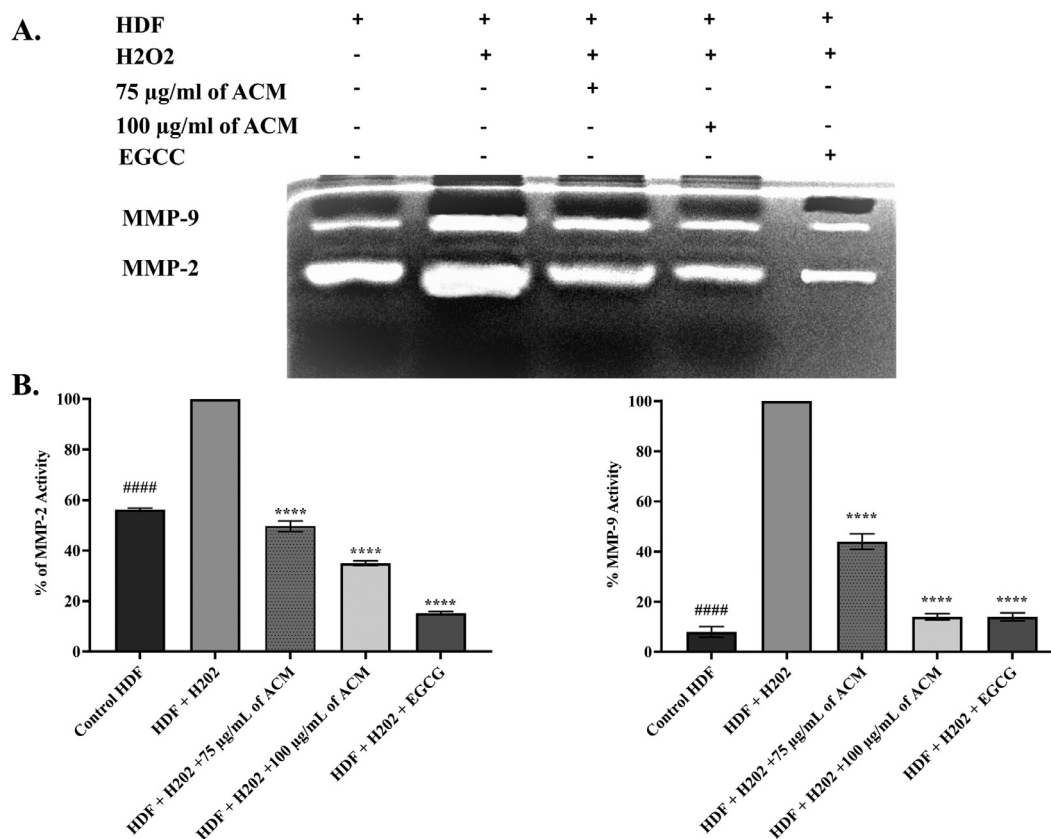 A.
HDF + + + + +
H2O2 - + + + +
75 µg/ml of ACM - - + - -
100 µg/ml of ACM - - - + -
EGCC - - - - +
MMP-9
MMP-2
B.
% of MMP-2 Activity
100
80
60
40
20
0
####
****
****
****
Control HDF
HDF + H202
HDF + H202 +75 µg/mL of ACM
HDF + H202 +100 µg/mL of ACM
HDF + H202 + EGCG
% MMP-9 Activity
100
80
60
40
20
0
####
****
****
****
Control HDF
HDF + H202
HDF + H202 +75 µg/mL of ACM
HDF + H202 +100 µg/mL of ACM
HDF + H202 + EGCG